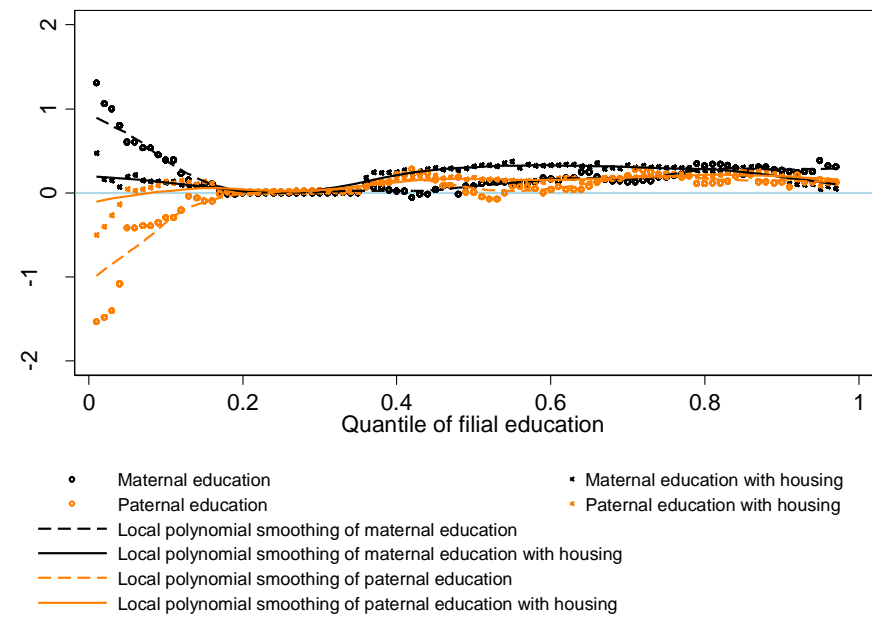 2
1
0
-1
-2
0 0.2 0.4 0.6 0.8 1
Quantile of filial education
Maternal education
Maternal education with housing
Paternal education
Paternal education with housing
Local polynomial smoothing of maternal education
Local polynomial smoothing of maternal education with housing
Local polynomial smoothing of paternal education
Local polynomial smoothing of paternal education with housing